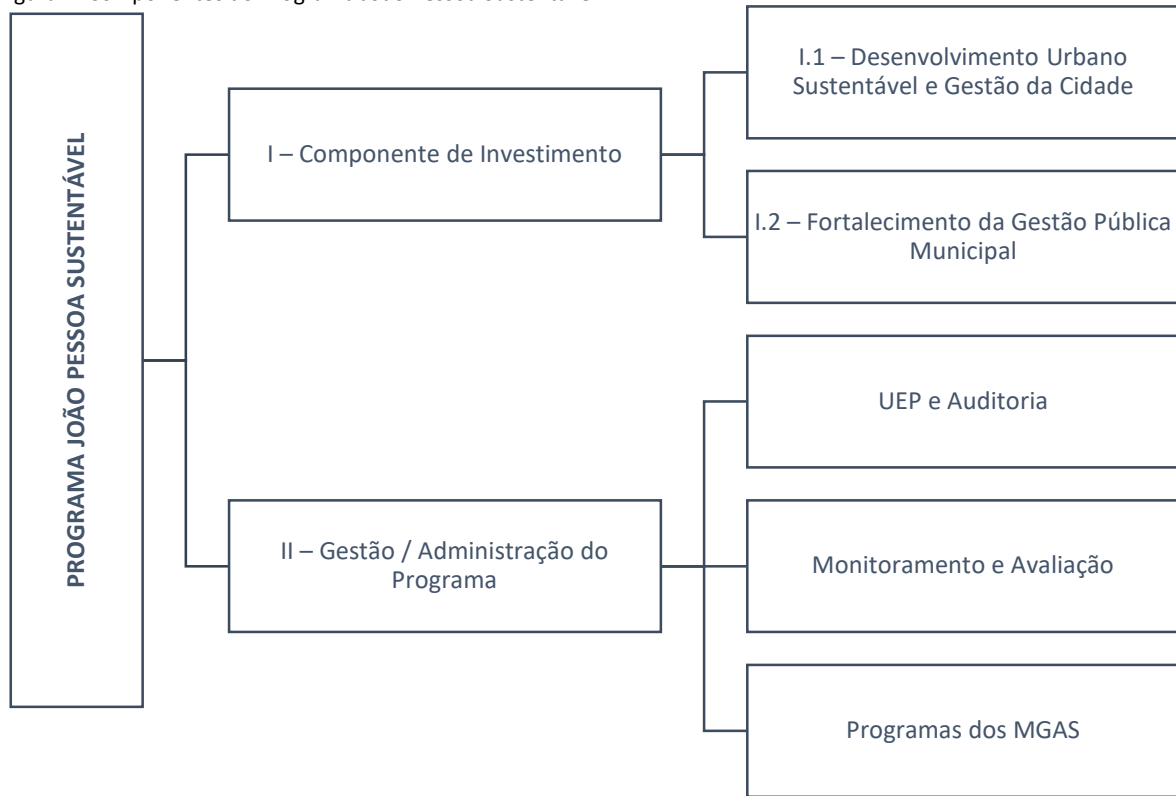 PROGRAMA JOÃO PESSOA SUSTENTÁVEL
I – Componente de Investimento
I.1 – Desenvolvimento Urbano
Sustentável e Gestão da Cidade
I.2 – Fortalecimento da Gestão Pública
Municipal
II – Gestão / Administração do
Programa
UEP e Auditoria
Monitoramento e Avaliação
Programas dos MGAS